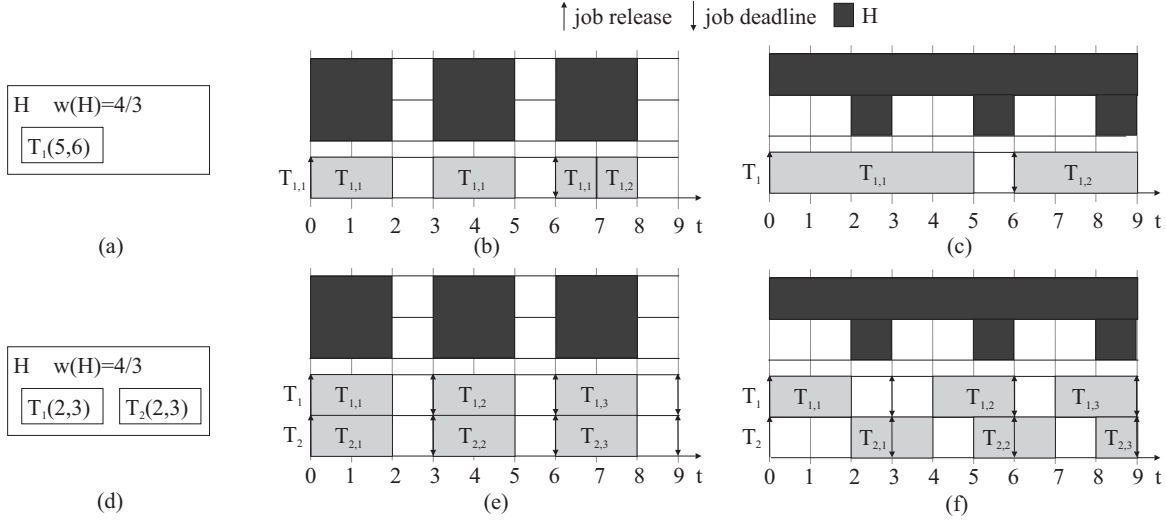 job release job deadline H
H w(H)=4/3
T1(5,6)
(a)
T1,1 T1,1 T1,1 T1,1 T1,2
0 1 2 3 4 5 6 7 8 9 t
(b)
T1 T1,1 T1,2
0 1 2 3 4 5 6 7 8 9 t
(c)
H w(H)=4/3
T1(2,3) T2(2,3)
(d)
T1 T1,1 T1,2 T1,3
T2 T2,1 T2,2 T2,3
0 1 2 3 4 5 6 7 8 9 t
(e)
T1 T1,1 T1,2 T1,3
T2 T2,1 T2,2 T2,3
0 1 2 3 4 5 6 7 8 9 t
(f)